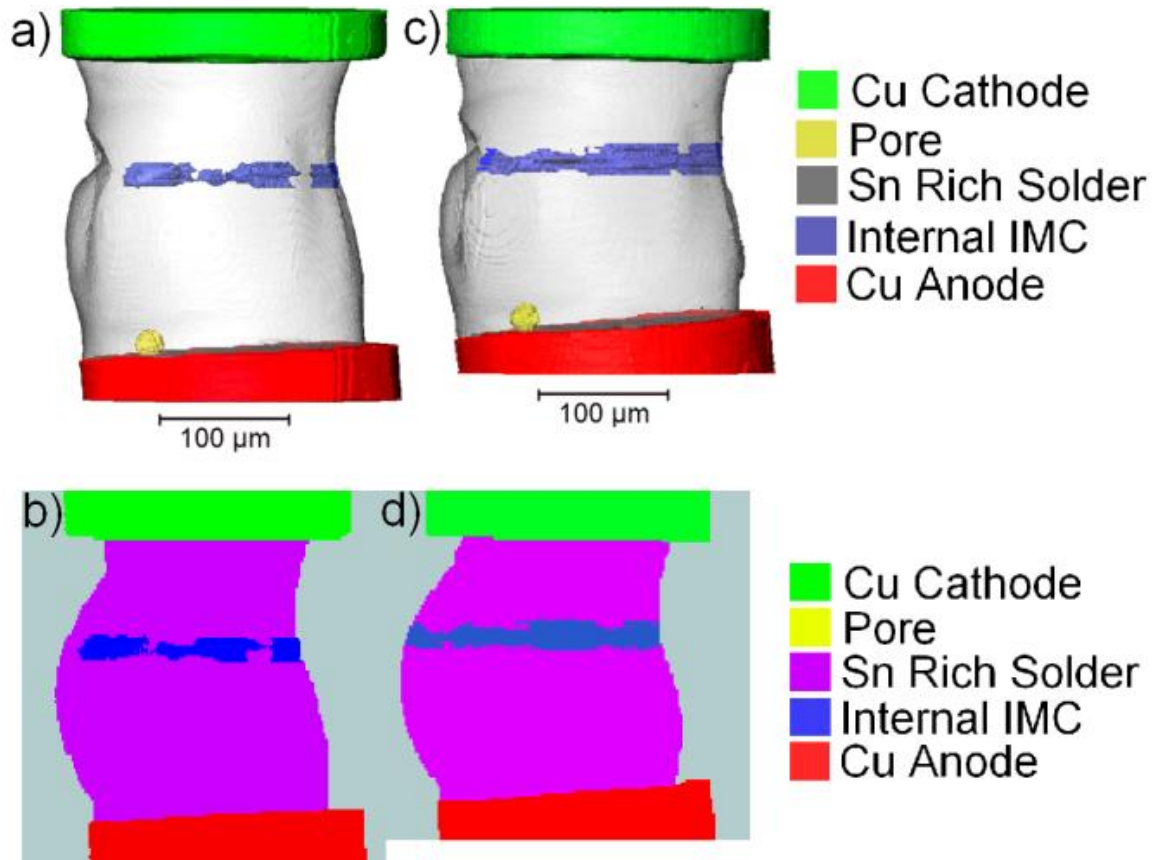 a)
c)
Cu Cathode
Pore
Sn Rich Solder
Internal IMC
Cu Anode
100 µm
100 µm
b)
d)
Cu Cathode
Pore
Sn Rich Solder
Internal IMC
Cu Anode